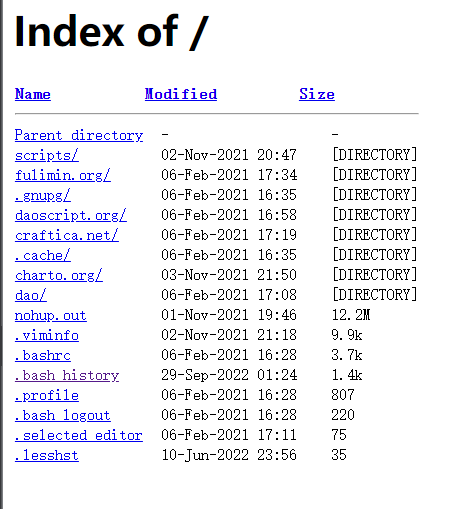 Index of /
Name Modified Size
Parent directory - -
scripts/ 02-Nov-2021 20:47 [DIRECTORY]
fulimin.org/ 06-Feb-2021 17:34 [DIRECTORY]
.gnupg/ 06-Feb-2021 16:35 [DIRECTORY]
daoscript.org/ 06-Feb-2021 16:58 [DIRECTORY]
craftica.net/ 06-Feb-2021 17:19 [DIRECTORY]
.cache/ 06-Feb-2021 16:35 [DIRECTORY]
charto.org/ 03-Nov-2021 21:50 [DIRECTORY]
dao/ 06-Feb-2021 17:08 [DIRECTORY]
nohup.out 01-Nov-2021 19:46 12.2M
.viminfo 02-Nov-2021 21:18 9.9k
.bashrc 06-Feb-2021 16:28 3.7k
.bash_history 29-Sep-2022 01:24 1.4k
.profile 06-Feb-2021 16:28 807
.bash_logout 06-Feb-2021 16:28 220
.selected_editor 06-Feb-2021 17:11 75
.lesshst 10-Jun-2022 23:56 35